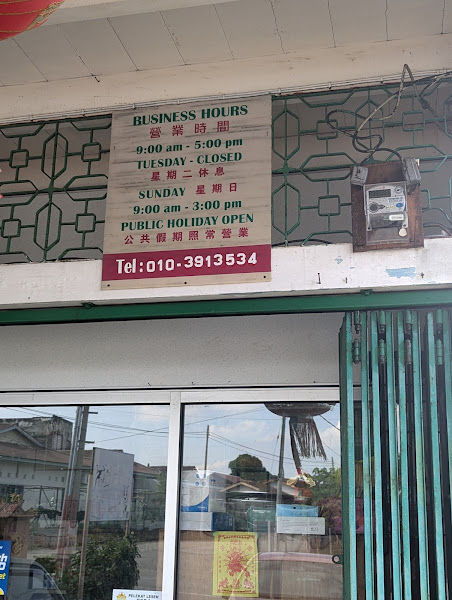 BUSINESS HOURS
營業時間
9:00 am - 5:00 pm
TUESDAY - CLOSED
星期二休息
SUNDAY 星期日
9:00 am - 3:00 pm
PUBLIC HOLIDAY OPEN
公共假期照常營業
Tel: 010-3913534
PELEKAT LESEN